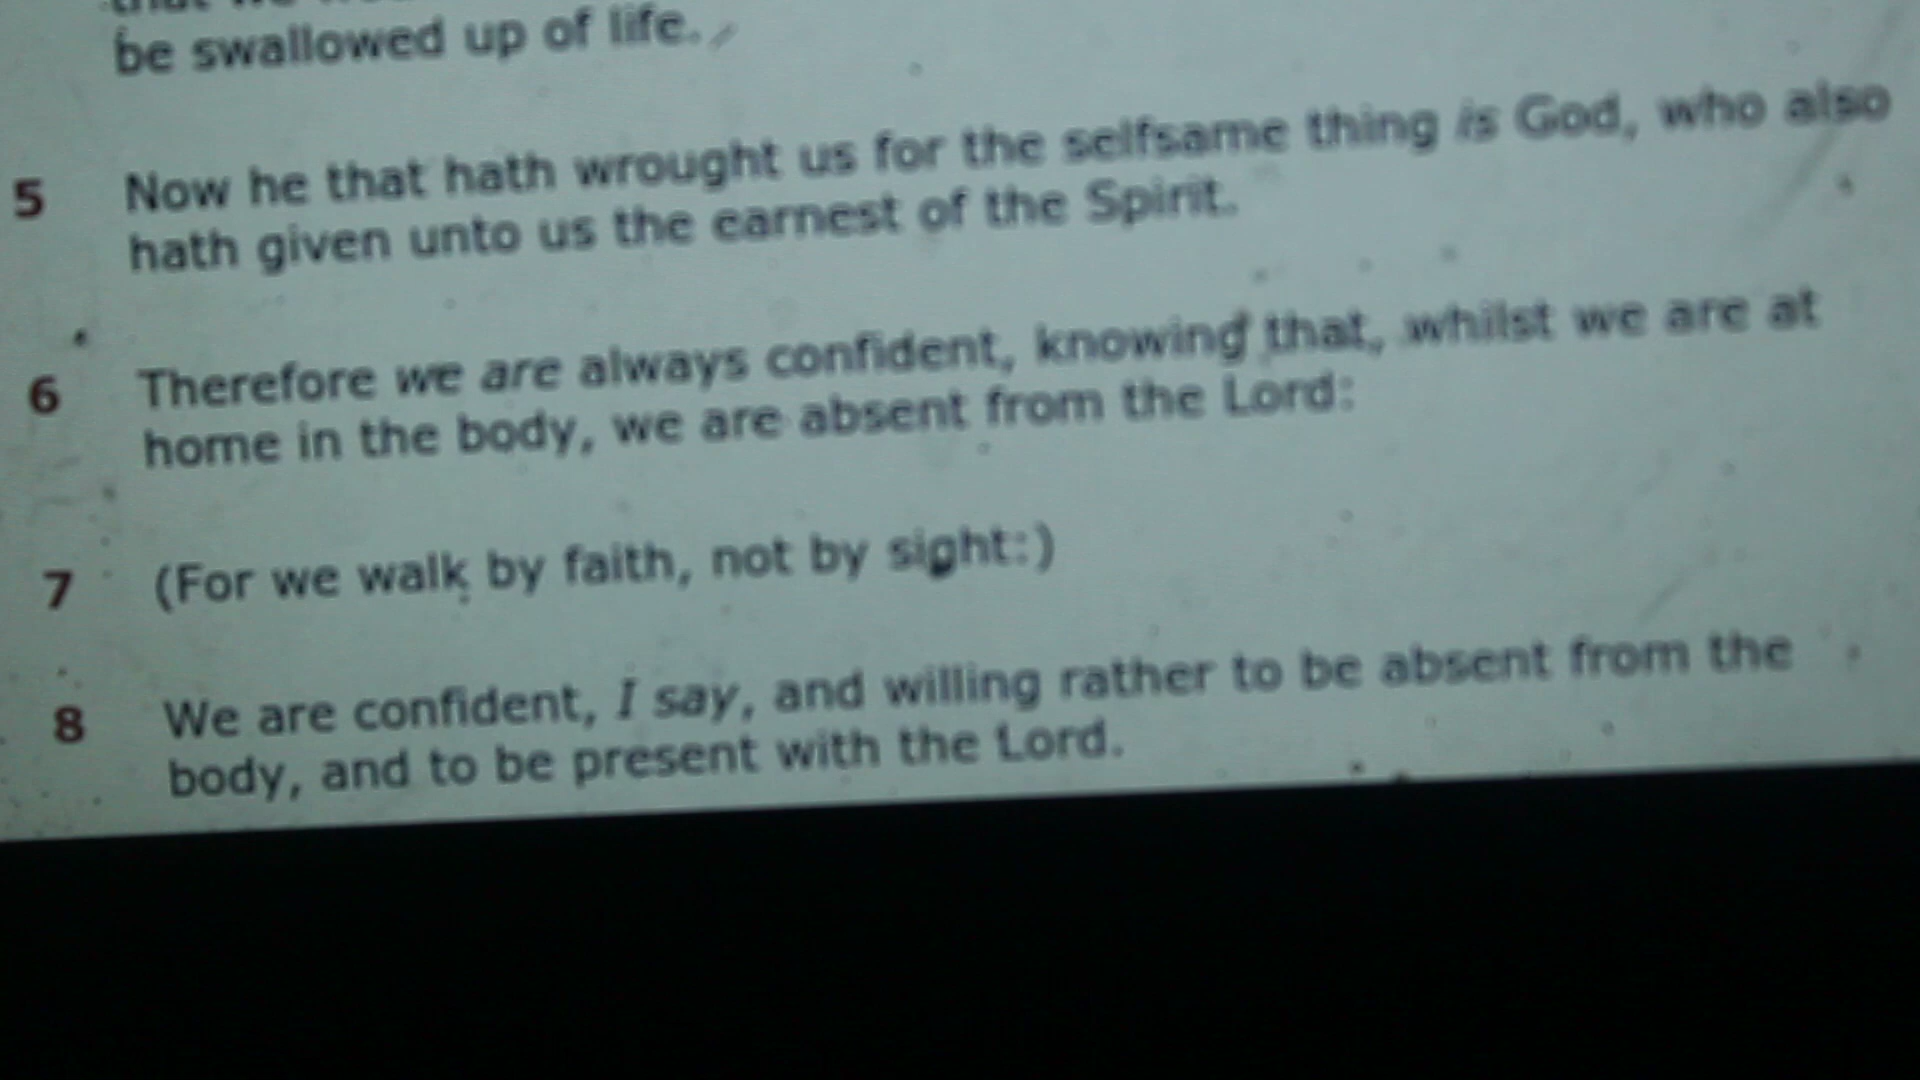 be swallowed up of life.
5 Now he that hath wrought us for the selfsame thing is God, who also
hath given unto us the earnest of the Spirit.
6 Therefore we are always confident, knowing that, whilst we are at
home in the body, we are absent from the Lord:
7 (For we walk by faith, not by sight:)
8 We are confident, I say, and willing rather to be absent from the
body, and to be present with the Lord.